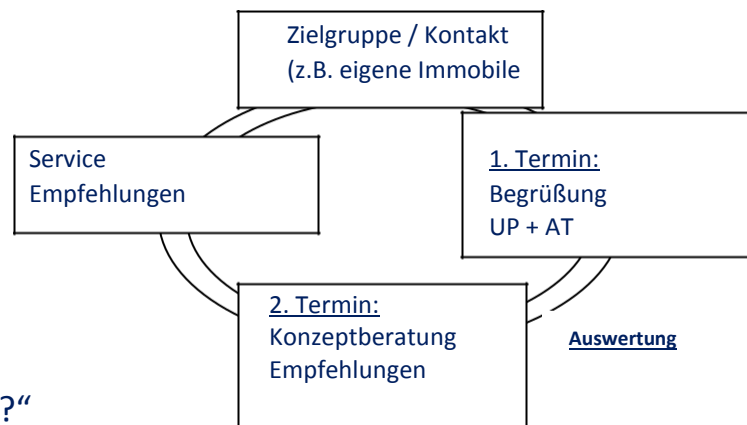 Zielgruppe / Kontakt
(z.B. eigene Immobile
Service
Empfehlungen
1. Termin:
Begrüßung
UP + AT
2. Termin:
Konzeptberatung
Empfehlungen
Auswertung
?“